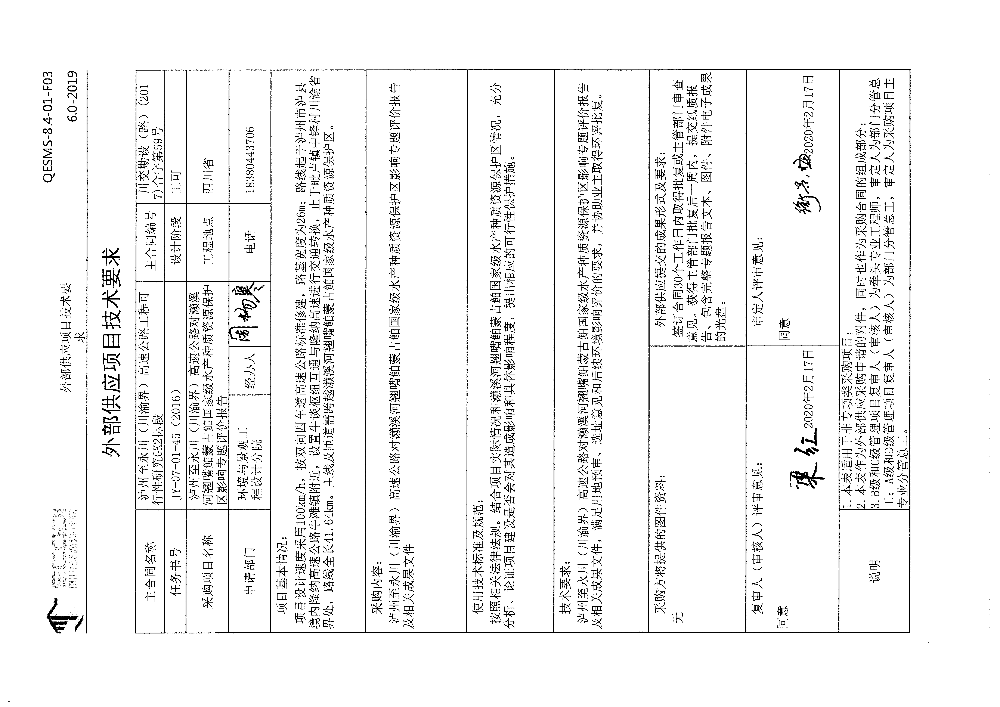 QESMS-8.4-01-F03
外部供应项目技术要
求
6.0-2019
SCDI
四川交通设计院
外部供应项目技术要求
主合同名称
泸州至永川（川渝界）高速公路工程可
行性研究GK2标段
主合同编号
川交勘设（路）(201
7)合字第59号
任务书号
JY-07-01-45（2016）
设计阶段
工可
采购项目名称
泸州至永川（川渝界）高速公路对濑溪
河翘嘴鲌蒙古鲌国家级水产种质资源保护
区影响专题评价报告
工程地点
四川省
申请部门
环境与景观工
程设计分院
经办人
电话
18380443706
项目基本情况：
项目设计速度采用100km/h，按双向四车道高速公路标准修建，路基宽度为26m；路线起于泸州市泸县
境内隆纳高速公路牛滩镇附近，设置牛谈枢纽互通与隆纳高速进行交通转换，止于毗卢镇中锋村川渝省
界处，路线全长41.64km。主线及匝道需跨越濑溪河翘嘴鲌蒙古鲌国家级水产种质资源保护区。
采购内容：
泸州至永川（川渝界）高速公路对濑溪河翘嘴鲌蒙古鲌国家级水产种质资源保护区影响专题评价报告
及相关成果文件
使用技术标准及规范：
按照相关法律法规。结合项目实际情况和濑溪河翘嘴鲌蒙古鲌国家级水产种质资源保护区情况，充分
分析、论证项目建设是否会对其造成影响和具体影响程度，提出相应的可行性保护措施。
技术要求：
泸州至永川（川渝界）高速公路对濑溪河翘嘴鲌蒙古鲌国家级水产种质资源保护区影响专题评价报告
及相关成果文件，满足用地预审、选址意见和后续环境影响评价的要求，并协助业主取得环评批复。
采购方将提供的图件资料：
无
外部供应提交的成果形式及要求：
签订合同30个工作日内取得批复或主管部门审查
意见。获得主管部门批复后一周内，提交纸质报
告、包含完整专题报告文本、图件、附件电子成果
的光盘。
复审人（审核人）评审意见：
同意
梁红 2020年2月17日
审定人评审意见：
同意
2020年2月17日
说明
1. 本表适用于非专项类采购项目；
2. 本表作为外部供应采购申请的附件，同时也作为采购合同的组成部分；
3. B级和C级管理项目复审人（审核人）为牵头专业工程师，审定人为部门分管总
工；A级和D级管理项目复审人（审核人）为部门分管总工，审定人为采购项目主
专业分管总工。